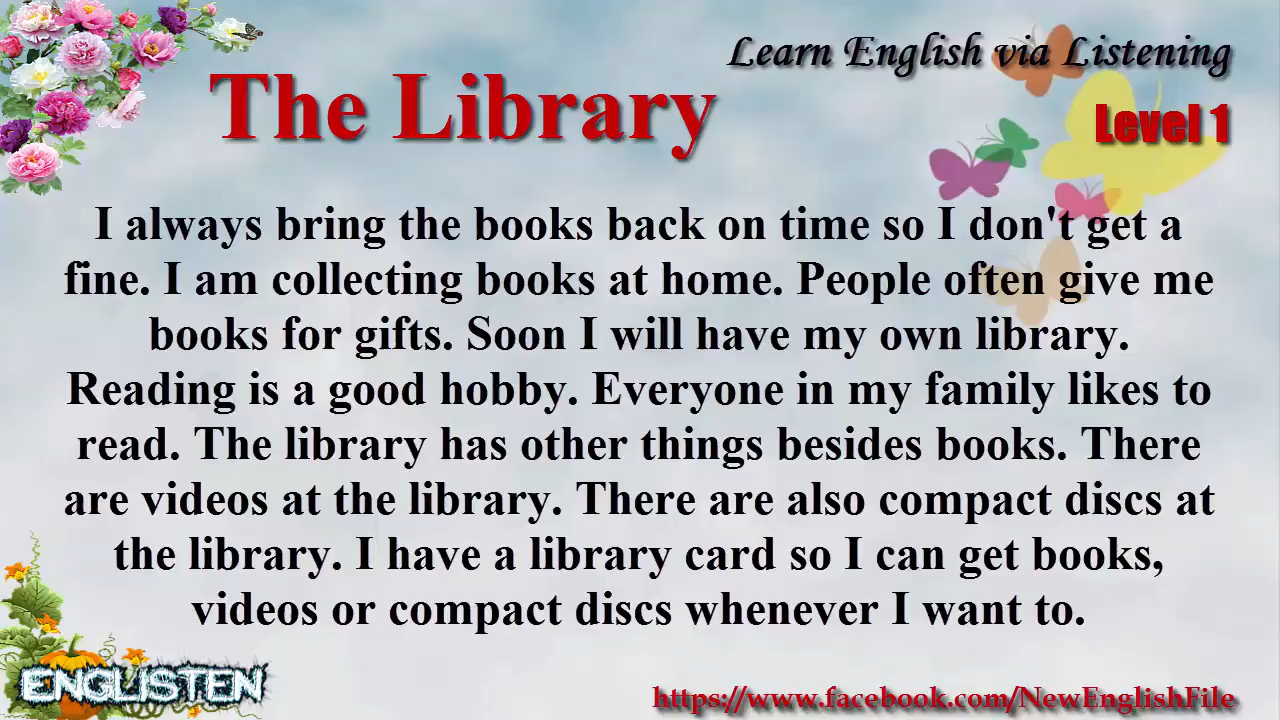 Learn English via Listening
The Library
Level 1
I always bring the books back on time so I don't get a
fine. I am collecting books at home. People often give me
books for gifts. Soon I will have my own library.
Reading is a good hobby. Everyone in my family likes to
read. The library has other things besides books. There
are videos at the library. There are also compact discs at
the library. I have a library card so I can get books,
videos or compact discs whenever I want to.
ENGLISTEN
https://www.facebook.com/NewEnglishFile